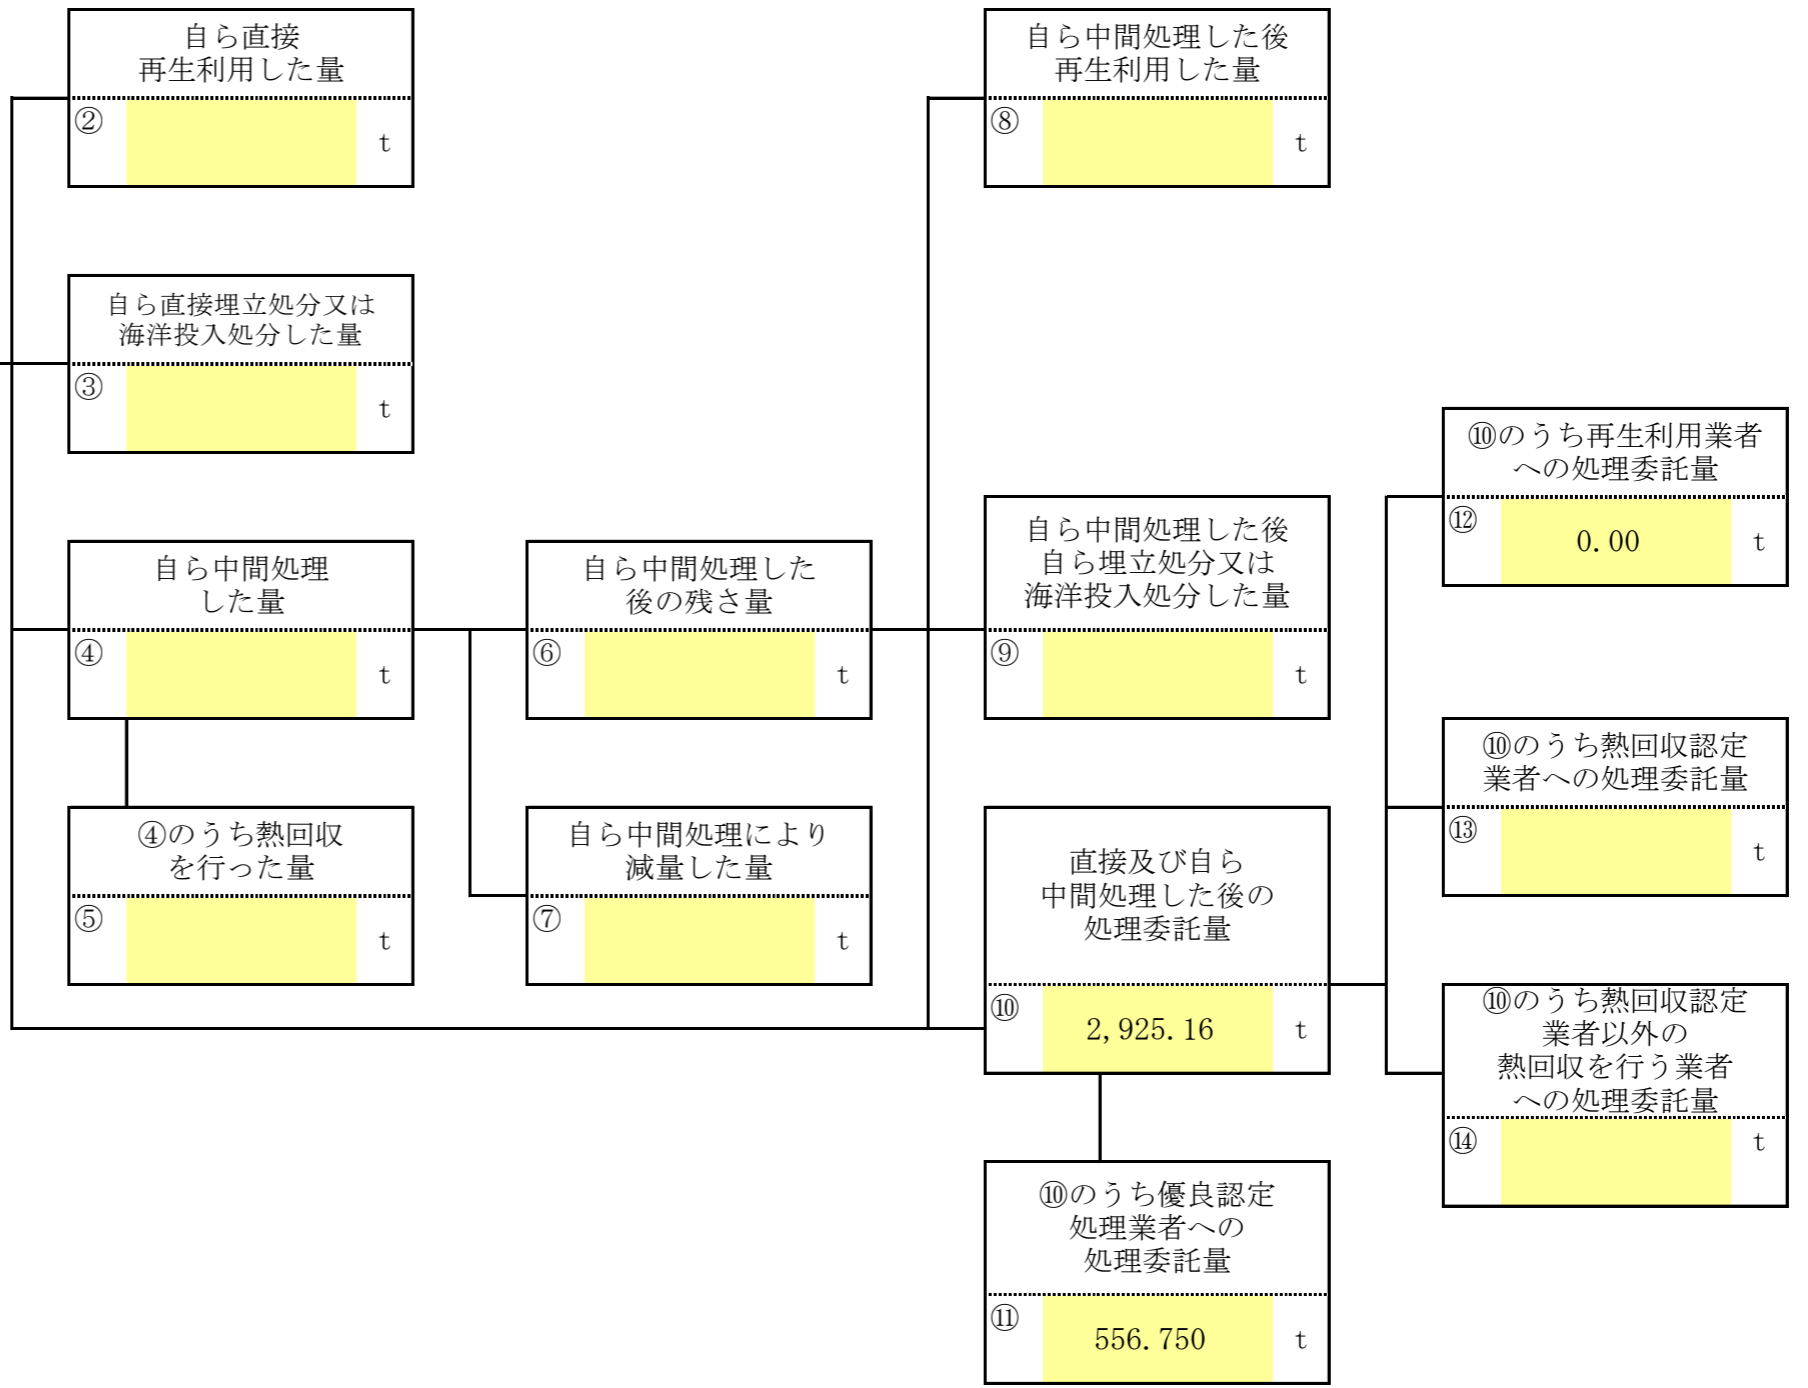 自ら直接
再生利用した量
②
t
自ら中間処理した後
再生利用した量
⑧
t
自ら直接埋立処分又は
海洋投入処分した量
③
t
⑩のうち再生利用業者
への処理委託量
⑫
0.00
t
自ら中間処理
した量
④
t
自ら中間処理した
後の残さ量
⑥
t
自ら中間処理した後
自ら埋立処分又は
海洋投入処分した量
⑨
t
⑩のうち熱回収認定
業者への処理委託量
⑬
t
④のうち熱回収
を行った量
⑤
t
自ら中間処理により
減量した量
⑦
t
直接及び自ら
中間処理した後の
処理委託量
⑩
2,925.16
t
⑩のうち熱回収認定
業者以外の
熱回収を行う業者
への処理委託量
⑭
t
⑩のうち優良認定
処理業者への
処理委託量
⑪
556.750
t